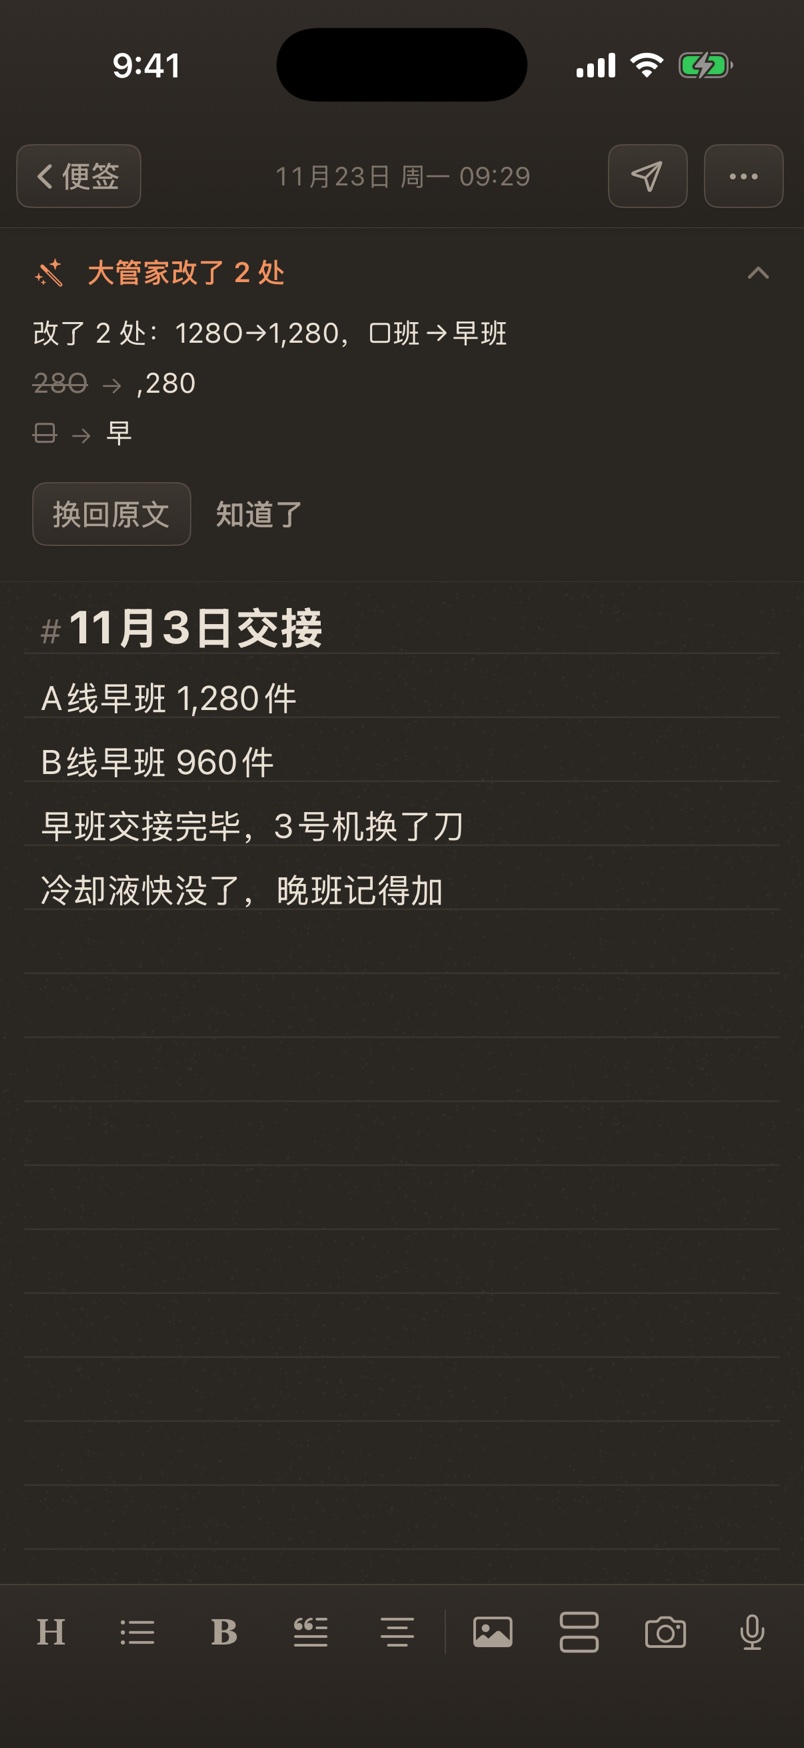 9:41
便签
11月23日 周一 09:29
大管家改了 2 处
改了 2 处：128O→1,280，口班→早班
28O → ,280
口 → 早
换回原文 知道了
# 11月3日交接
A线早班 1,280件
B线早班 960件
早班交接完毕，3号机换了刀
冷却液快没了，晚班记得加
H B